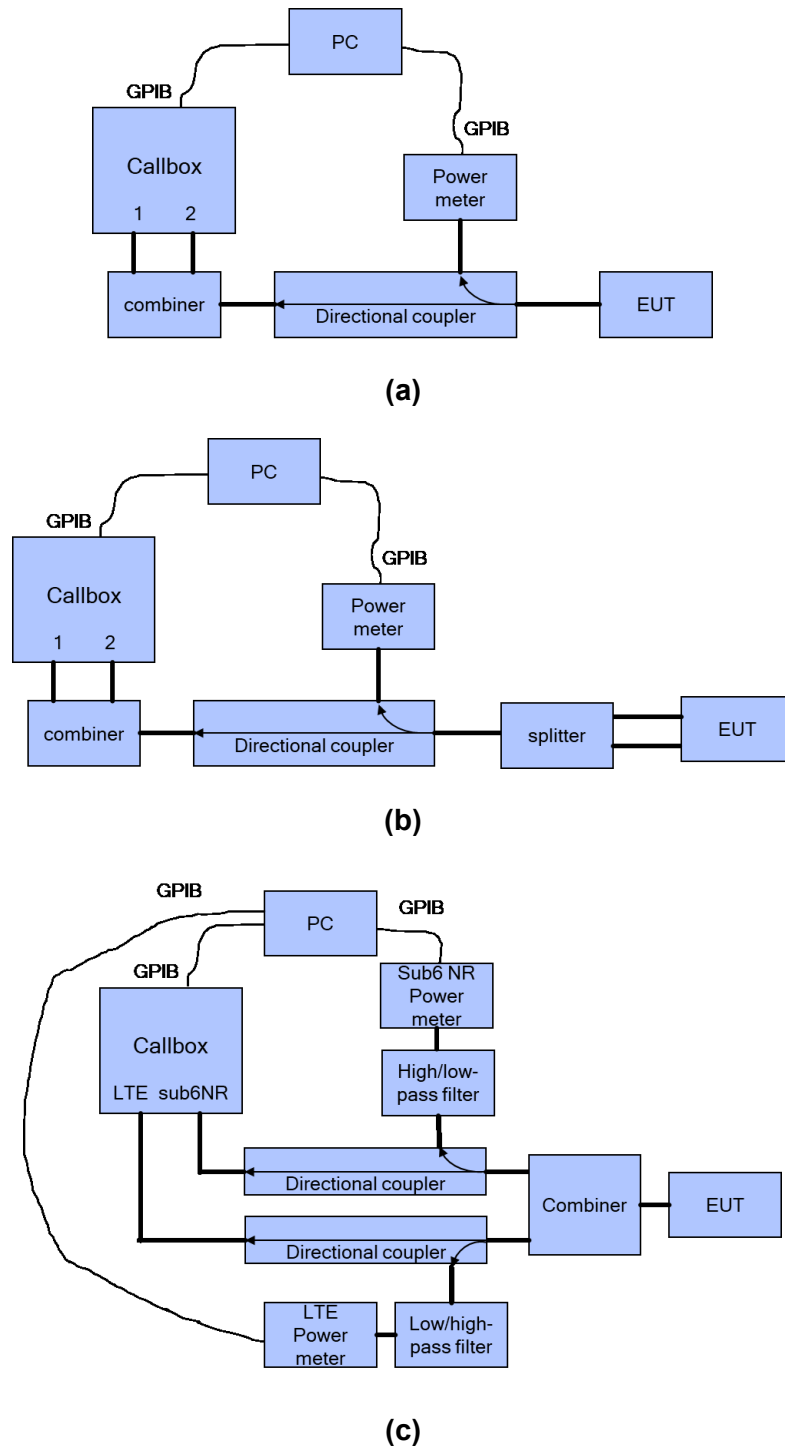 PC
GPIB
GPIB
Callbox
1 2
Power
meter
combiner
Directional coupler
EUT
(a)
PC
GPIB
GPIB
Callbox
1 2
Power
meter
combiner
Directional coupler
splitter
EUT
(b)
GPIB
PC
GPIB
GPIB
Sub6 NR
Power
meter
Callbox
LTE sub6NR
High/low-
pass filter
Directional coupler
Combiner
EUT
Directional coupler
LTE
Power
meter
Low/high-
pass filter
(c)